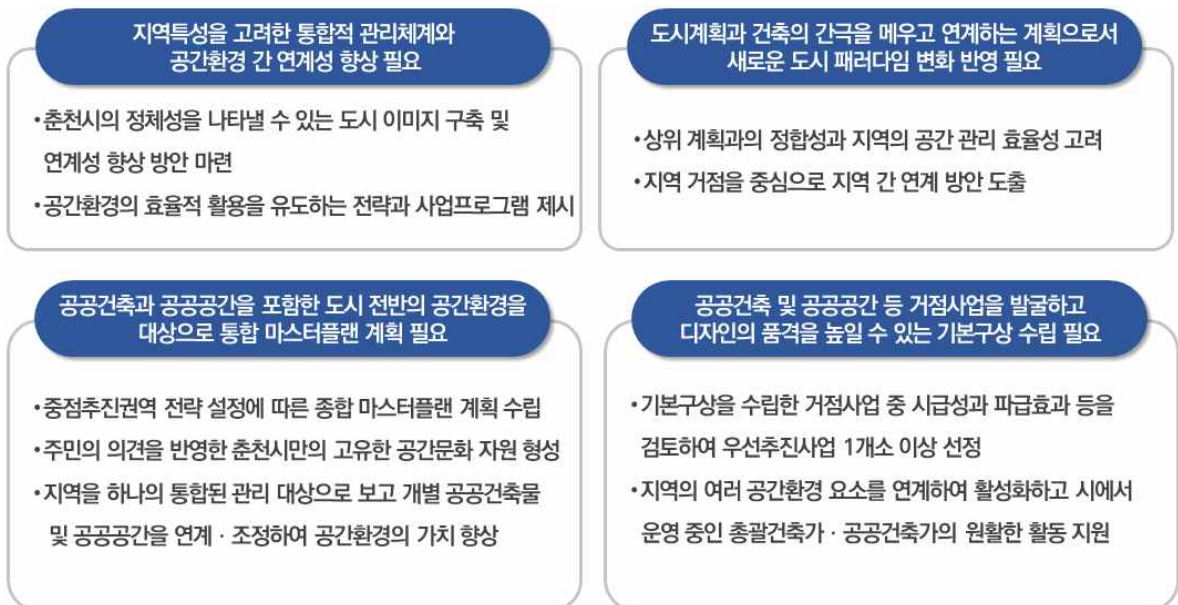 지역특성을 고려한 통합적 관리체계와
공간환경 간 연계성 향상 필요
•춘천시의 정체성을 나타낼 수 있는 도시 이미지 구축 및
연계성 향상 방안 마련
•공간환경의 효율적 활용을 유도하는 전략과 사업프로그램 제시
도시계획과 건축의 간극을 메우고 연계하는 계획으로서
새로운 도시 패러다임 변화 반영 필요
•상위 계획과의 정합성과 지역의 공간 관리 효율성 고려
•지역 거점을 중심으로 지역 간 연계 방안 도출
공공건축과 공공공간을 포함한 도시 전반의 공간환경을
대상으로 통합 마스터플랜 계획 필요
•중점추진권역 전략 설정에 따른 종합 마스터플랜 계획 수립
•주민의 의견을 반영한 춘천시만의 고유한 공간문화 자원 형성
•지역을 하나의 통합된 관리 대상으로 보고 개별 공공건축물
및 공공공간을 연계 · 조정하여 공간환경의 가치 향상
공공건축 및 공공공간 등 거점사업을 발굴하고
디자인의 품격을 높일 수 있는 기본구상 수립 필요
•기본구상을 수립한 거점사업 중 시급성과 파급효과 등을
검토하여 우선추진사업 1개소 이상 선정
•지역의 여러 공간환경 요소를 연계하여 활성화하고 시에서
운영 중인 총괄건축가 · 공공건축가의 원활한 활동 지원